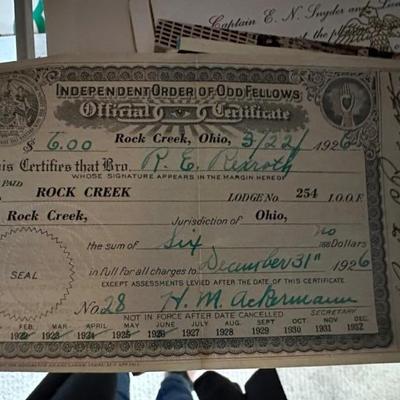 Captain E. N. Snyder and
INDEPENDENT ORDER OF ODD FELLOWS
Official Certificate
$ 6.00 Rock Creek, Ohio, 3/22/ 1926
his Certifies that Bro. R. E. Rexroth
WHOSE SIGNATURE APPEARS IN THE MARGIN HEREOF
PAID ROCK CREEK LODGE No. 254 I.O.O.F.
Rock Creek, Jurisdiction of Ohio,
the sum of Six no/100 Dollars
SEAL
in full for all charges to December 31" 1926
EXCEPT ASSESSMENTS LEVIED AFTER THE DATE OF THIS CERTIFICATE
No. 28 H. M. Ackermann
SECRETARY
NOT IN FORCE AFTER DATE CANCELLED
FEB. MAR. APRIL MAY JUNE JULY AUG. SEPT OCT NOV. DEC.
1922 1923 1924 1925 1926 1927 1928 1929 1930 1931 1932